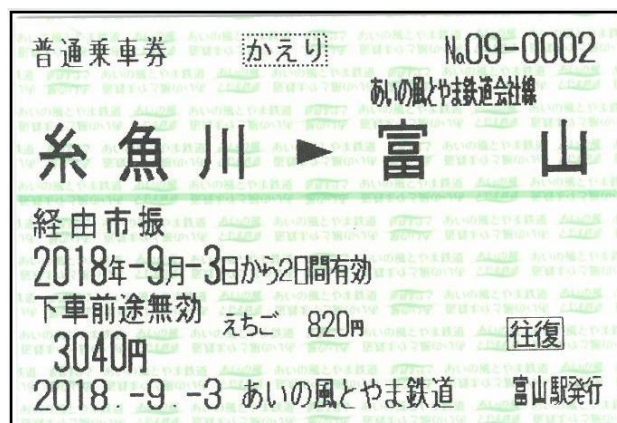 普通乗車券 かえり №09-0002
あいの風とやま鉄道会社線
糸魚川 ▶ 富山
経由市振
2018年-9月-3日から2日間有効
下車前途無効 えちご 820円
3040円 往復
2018.-9.-3 あいの風とやま鉄道 富山駅発行